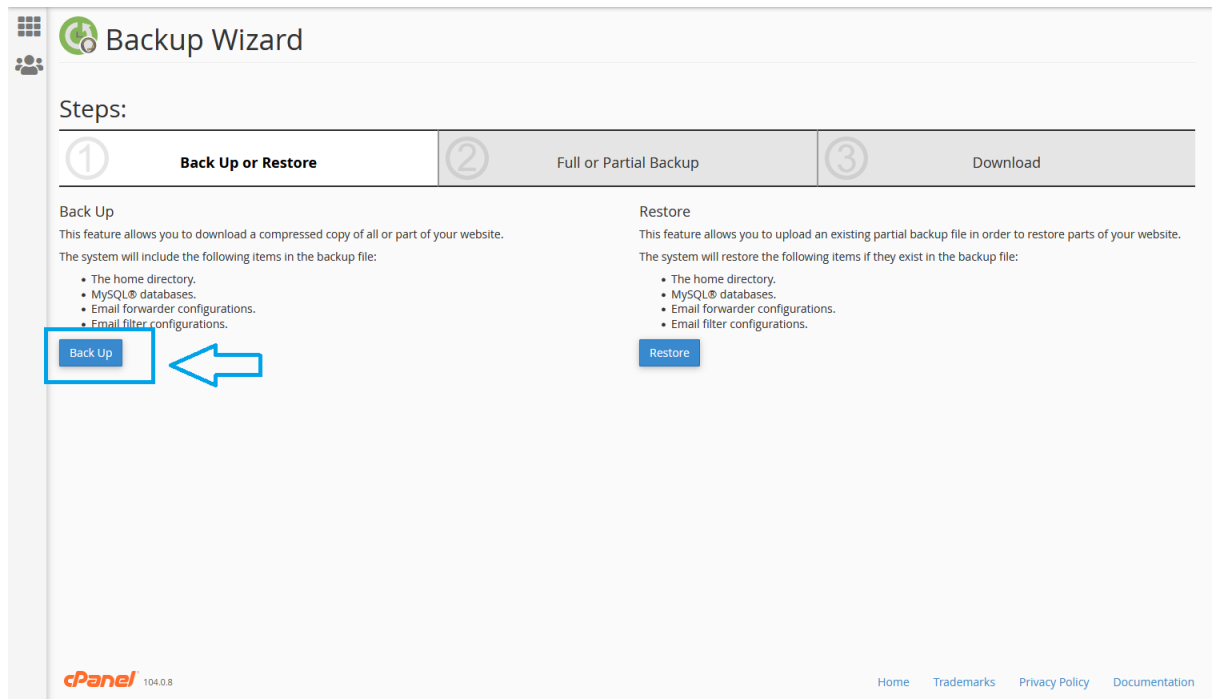 Backup Wizard
Steps:
1 Back Up or Restore
2 Full or Partial Backup
3 Download
Back Up
This feature allows you to download a compressed copy of all or part of your website.
The system will include the following items in the backup file:
• The home directory.
• MySQL® databases.
• Email forwarder configurations.
• Email filter configurations.
Back Up
Restore
This feature allows you to upload an existing partial backup file in order to restore parts of your website.
The system will restore the following items if they exist in the backup file:
• The home directory.
• MySQL® databases.
• Email forwarder configurations.
• Email filter configurations.
Restore
cPanel 104.0.8
Home Trademarks Privacy Policy Documentation